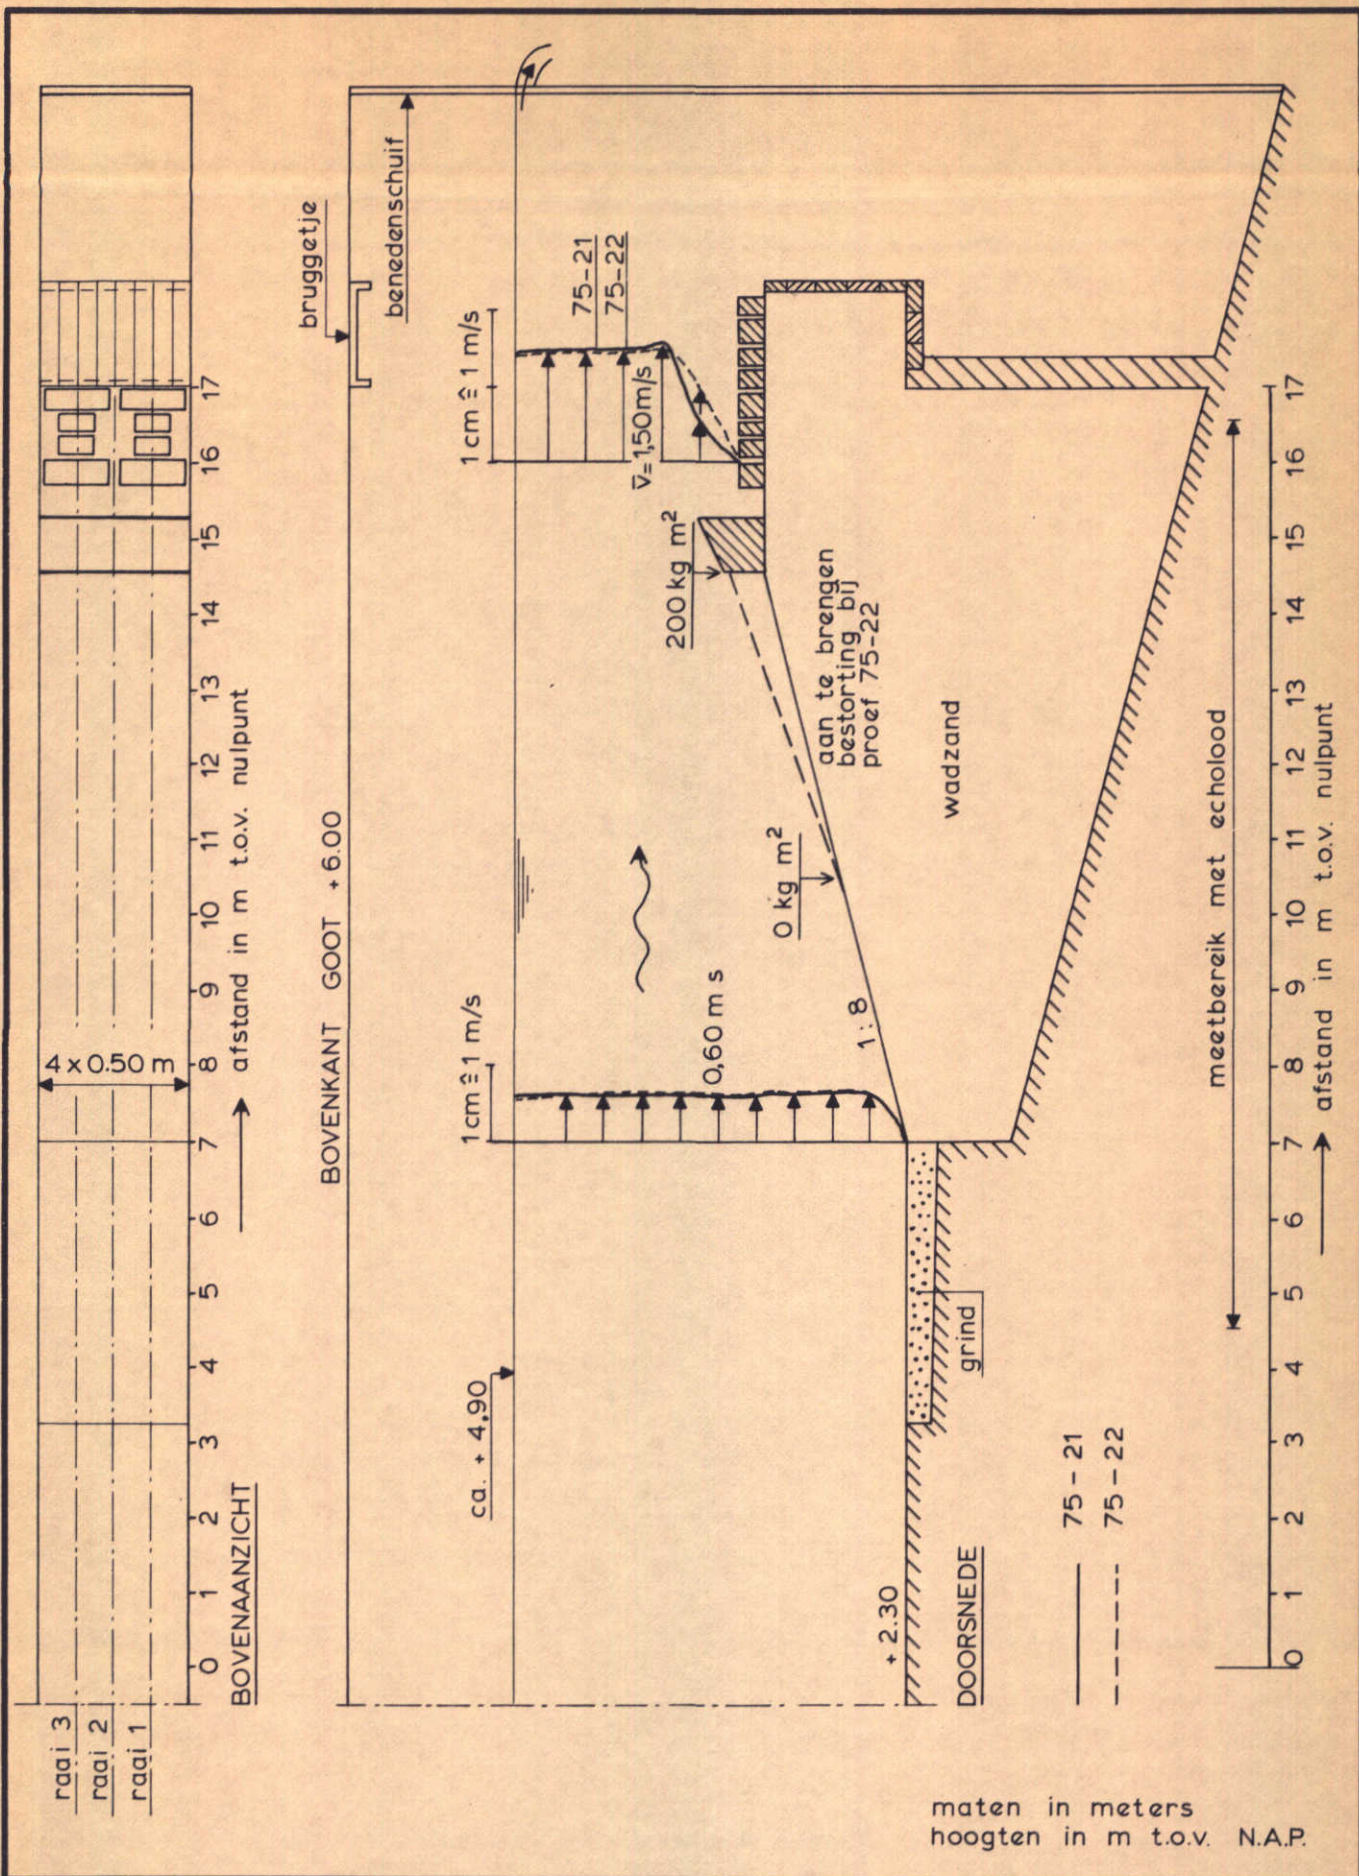 raai 3
raai 2
raai 1
0 1 2 3 4 5 6 7 8 9 10 11 12 13 14 15 16 17
4 x 0.50 m
BOVENAANZICHT
afstand in m t.o.v. nulpunt
BOVENKANT GOOT + 6.00
bruggetje
benedenschuif
ca. + 4,90
1 cm ≙ 1 m/s
1 cm ≙ 1 m/s
75-21
75-22
v̅=1,50m/s
0,60 m s
200 kg m²
0 kg m²
1:8
aan te brengen
bestorting bij
proef 75-22
wadzand
+ 2.30
grind
DOORSNEDE
75 - 21
75 - 22
meetbereik met echolood
0 1 2 3 4 5 6 7 8 9 10 11 12 13 14 15 16 17
afstand in m t.o.v. nulpunt
maten in meters
hoogten in m t.o.v. N.A.P.